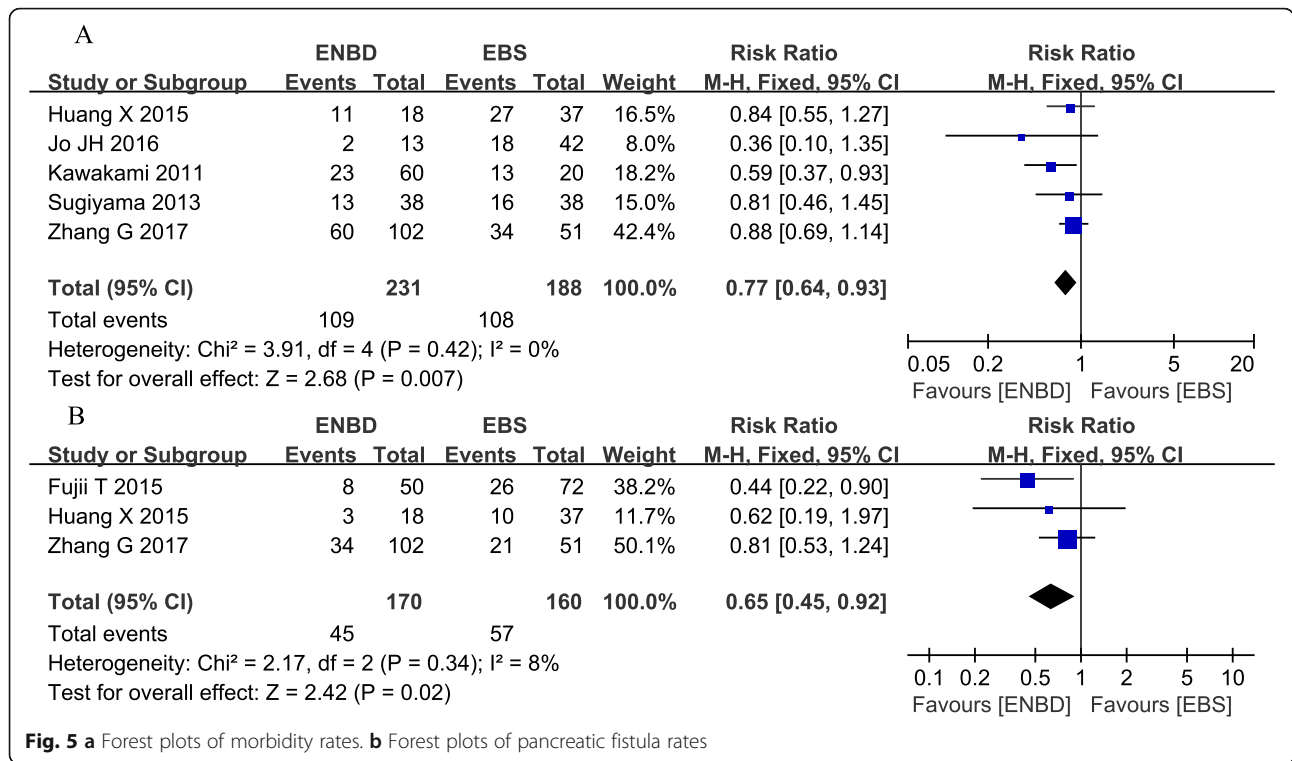 A
ENBD EBS Risk Ratio Risk Ratio
Study or Subgroup Events Total Events Total Weight M-H, Fixed, 95% CI M-H, Fixed, 95% CI
Huang X 2015 11 18 27 37 16.5% 0.84 [0.55, 1.27]
Jo JH 2016 2 13 18 42 8.0% 0.36 [0.10, 1.35]
Kawakami 2011 23 60 13 20 18.2% 0.59 [0.37, 0.93]
Sugiyama 2013 13 38 16 38 15.0% 0.81 [0.46, 1.45]
Zhang G 2017 60 102 34 51 42.4% 0.88 [0.69, 1.14]
Total (95% CI) 231 188 100.0% 0.77 [0.64, 0.93]
Total events 109 108
Heterogeneity: Chi² = 3.91, df = 4 (P = 0.42); I² = 0%
Test for overall effect: Z = 2.68 (P = 0.007)
0.05 0.2 1 5 20
Favours [ENBD] Favours [EBS]
B
ENBD EBS Risk Ratio Risk Ratio
Study or Subgroup Events Total Events Total Weight M-H, Fixed, 95% CI M-H, Fixed, 95% CI
Fujii T 2015 8 50 26 72 38.2% 0.44 [0.22, 0.90]
Huang X 2015 3 18 10 37 11.7% 0.62 [0.19, 1.97]
Zhang G 2017 34 102 21 51 50.1% 0.81 [0.53, 1.24]
Total (95% CI) 170 160 100.0% 0.65 [0.45, 0.92]
Total events 45 57
Heterogeneity: Chi² = 2.17, df = 2 (P = 0.34); I² = 8%
Test for overall effect: Z = 2.42 (P = 0.02)
0.1 0.2 0.5 1 2 5 10
Favours [ENBD] Favours [EBS]
Fig. 5 a Forest plots of morbidity rates. b Forest plots of pancreatic fistula rates